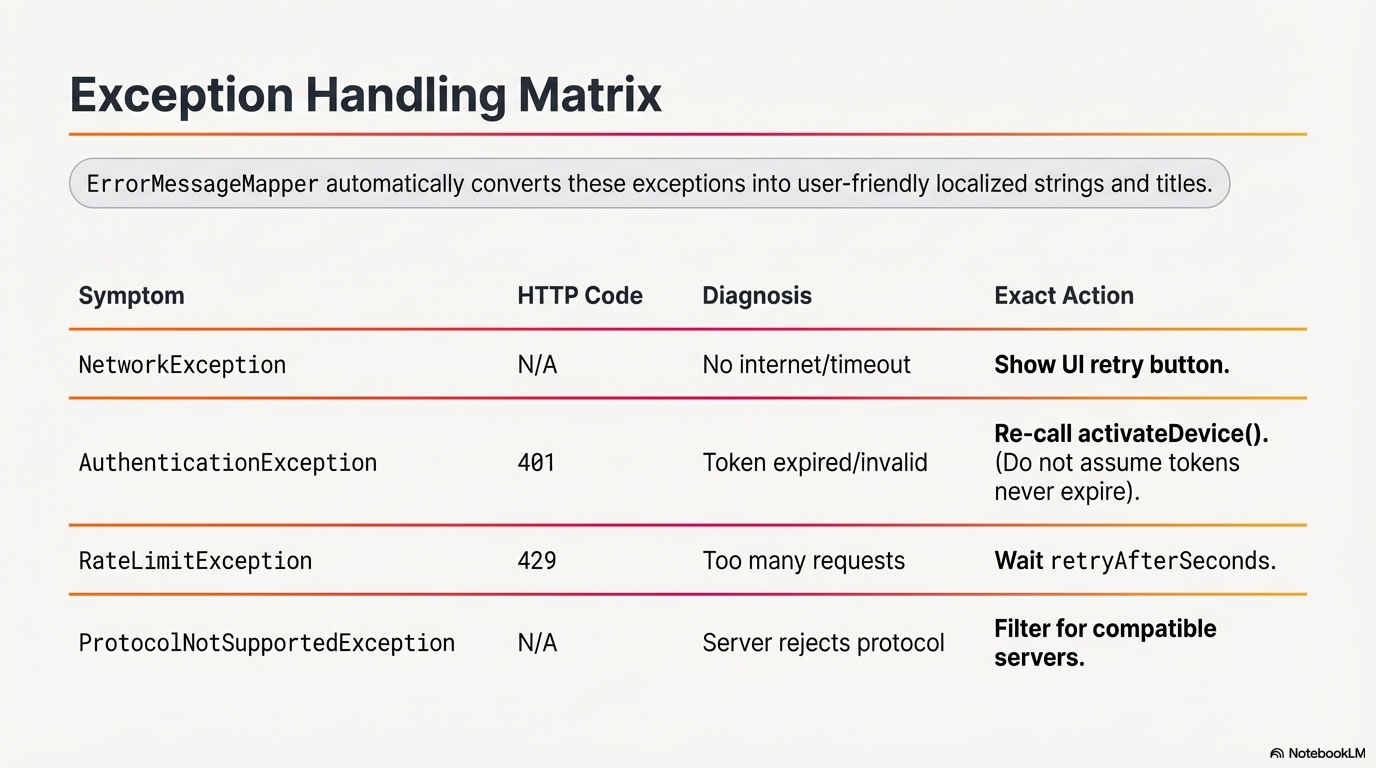 Exception Handling Matrix
ErrorMessageMapper automatically converts these exceptions into user-friendly localized strings and titles.
Symptom HTTP Code Diagnosis Exact Action
NetworkException N/A No internet/timeout Show UI retry button.
AuthenticationException 401 Token expired/invalid Re-call activateDevice().
(Do not assume tokens
never expire).
RateLimitException 429 Too many requests Wait retryAfterSeconds.
ProtocolNotSupportedException N/A Server rejects protocol Filter for compatible
servers.
NotebookLM